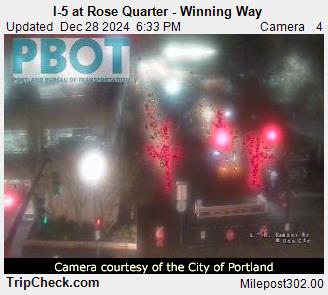 I-5 at Rose Quarter - Winning Way
Updated Dec 28 2024 6:33 PM Camera 4
PBOT
PORTLAND BUREAU OF TRANSPORTATION
Camera courtesy of the City of Portland
TripCheck.com Milepost302.00